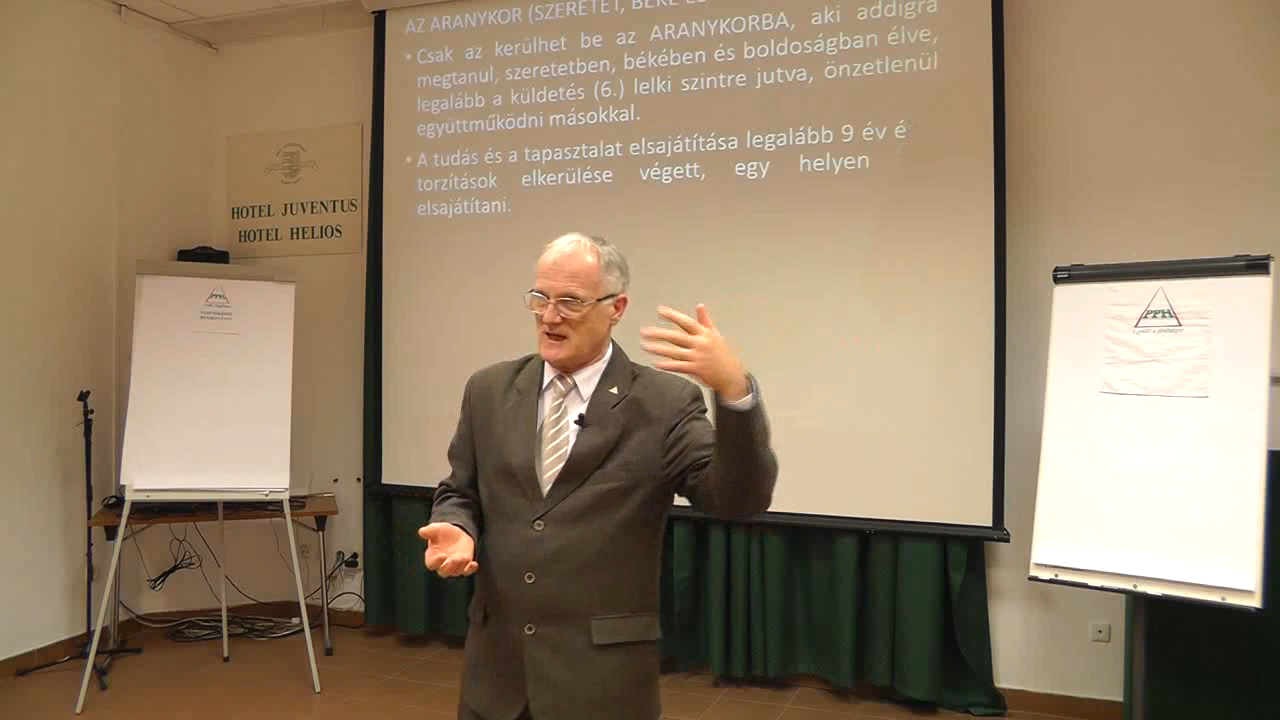 AZ ARANYKOR (SZERETET, BÉKE
• Csak az kerülhet be az ARANYKORBA, aki addigra
megtanul, szeretetben, békében és boldoságban élve,
legalább a küldetés (6.) lelki szintre jutva, önzetlenül
együttműködni másokkal.
• A tudás és a tapasztalat elsajátítása legalább 9 év é
torzítások elkerülése végett, egy helyen
elsajátítani.
HOTEL JUVENTUS
HOTEL HELIOS
PPH
PPH